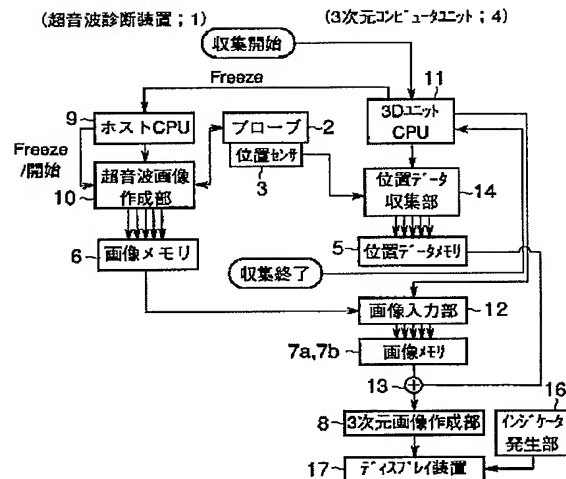 (超音波診断装置；1)
(3次元コンピュータユニット；4)
収集開始
Freeze
11
9
ホストCPU
プローブ
2
3Dユニット
CPU
Freeze
/開始
位置センサ
3
超音波画像
作成部
10
位置データ
収集部
14
6
画像メモリ
5
位置データメモリ
収集終了
画像入力部
12
7a,7b
画像メモリ
13
16
8
3次元画像作成部
インジケータ
発生部
17
ディスプレイ装置